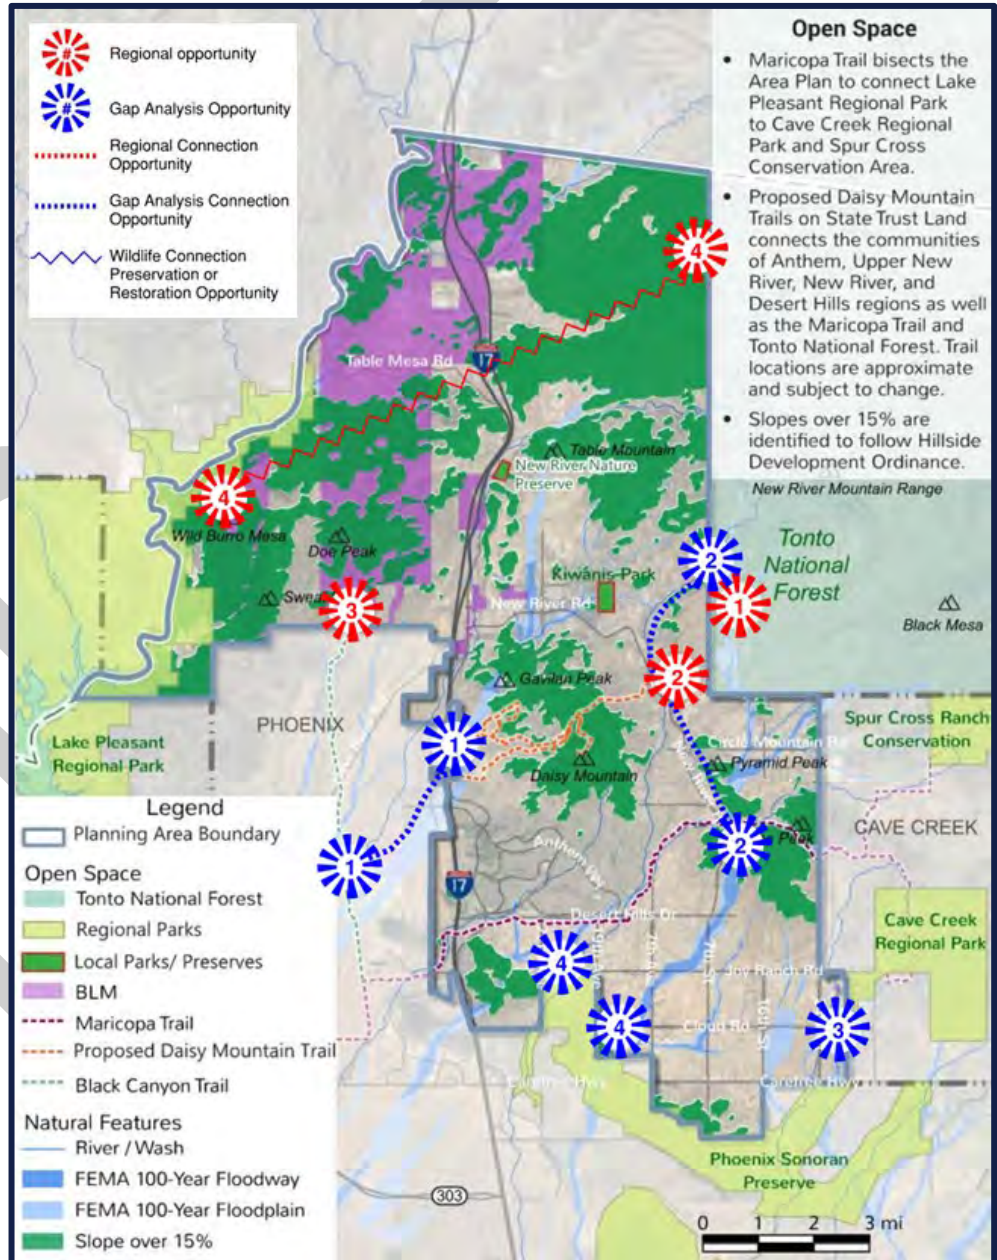 Regional opportunity
#
Gap Analysis Opportunity
#
Regional Connection
Opportunity
Gap Analysis Connection
Opportunity
Wildlife Connection
Preservation or
Restoration Opportunity
Open Space
• Maricopa Trail bisects the
Area Plan to connect Lake
Pleasant Regional Park
to Cave Creek Regional
Park and Spur Cross
Conservation Area.
• Proposed Daisy Mountain
Trails on State Trust Land
connects the communities
of Anthem, Upper New
River, New River, and
Desert Hills regions as well
as the Maricopa Trail and
Tonto National Forest. Trail
locations are approximate
and subject to change.
• Slopes over 15% are
identified to follow Hillside
Development Ordinance.
New River Mountain Range
4
17
Table Mesa Rd
Table Mountain
New River Nature
Preserve
4
Wild Burro Mesa
Doe Peak
Tonto
National
Forest
2
Kiwanis Park
3
New River Rd
1
Black Mesa
2
Gavilan Peak
PHOENIX
1
Spur Cross Ranch
Conservation
Lake Pleasant
Regional Park
Circle Mountain R
Pyramid Peak
Daisy Mountain
Peak
CAVE CREEK
2
1
17
Anthem
Desert Hills Dr
Cave Creek
Regional Park
4
7th St
Joy Ranch Rd
4
Cloud Rd
3
16th St
Carefree Hwy
Carefree Hwy
Phoenix Sonoran
Preserve
303
0 1 2 3 mi
Legend
Planning Area Boundary
Open Space
Tonto National Forest
Regional Parks
Local Parks/ Preserves
BLM
Maricopa Trail
Proposed Daisy Mountain Trail
Black Canyon Trail
Natural Features
River / Wash
FEMA 100-Year Floodway
FEMA 100-Year Floodplain
Slope over 15%